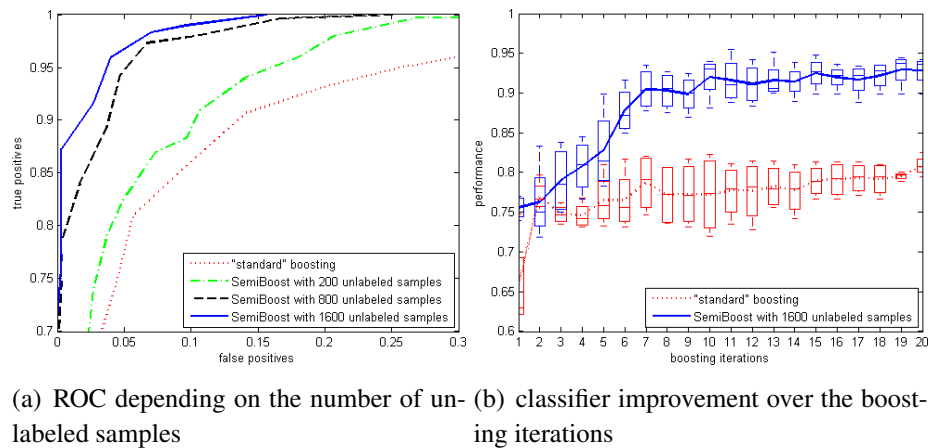 1
0.95
0.9
0.85
0.8
0.75
0.7
true positives
0
0.05
0.1
0.15
0.2
0.25
0.3
false positives
"standard" boosting
SemiBoost with 200 unlabeled samples
SemiBoost with 800 unlabeled samples
SemiBoost with 1600 unlabeled samples
1
0.95
0.9
0.85
0.8
0.75
0.7
0.65
0.6
performance
1 2 3 4 5 6 7 8 9 10 11 12 13 14 15 16 17 18 19 20
boosting iterations
"standard" boosting
SemiBoost with 1600 unlabeled samples
(a) ROC depending on the number of un-
labeled samples
(b) classifier improvement over the boost-
ing iterations